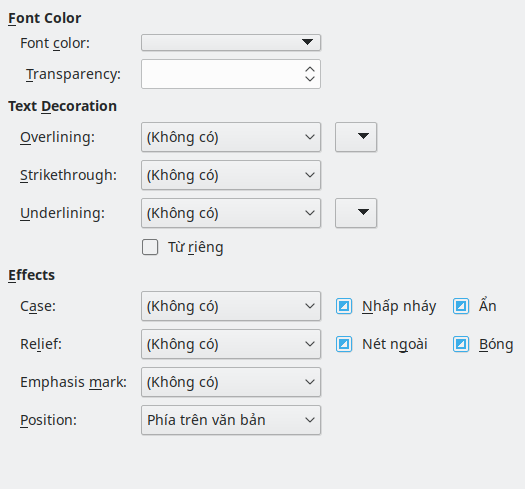 Font Color
Font color:
Transparency:
Text Decoration
Overlining: (Không có)
Strikethrough: (Không có)
Underlining: (Không có)
Từ riêng
Effects
Case: (Không có) Nhấp nháy Ẩn
Relief: (Không có) Nét ngoài Bóng
Emphasis mark: (Không có)
Position: Phía trên văn bản